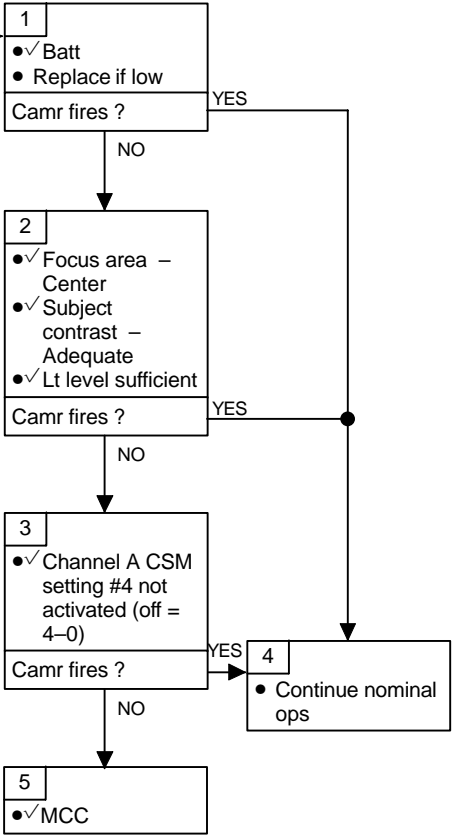 1
●✓Batt
● Replace if low
Camr fires ?
YES
NO
2
●✓Focus area –
Center
●✓Subject
contrast –
Adequate
●✓Lt level sufficient
Camr fires ?
YES
NO
3
●✓Channel A CSM
setting #4 not
activated (off =
4–0)
Camr fires ?
YES
NO
4
● Continue nominal
ops
5
●✓MCC